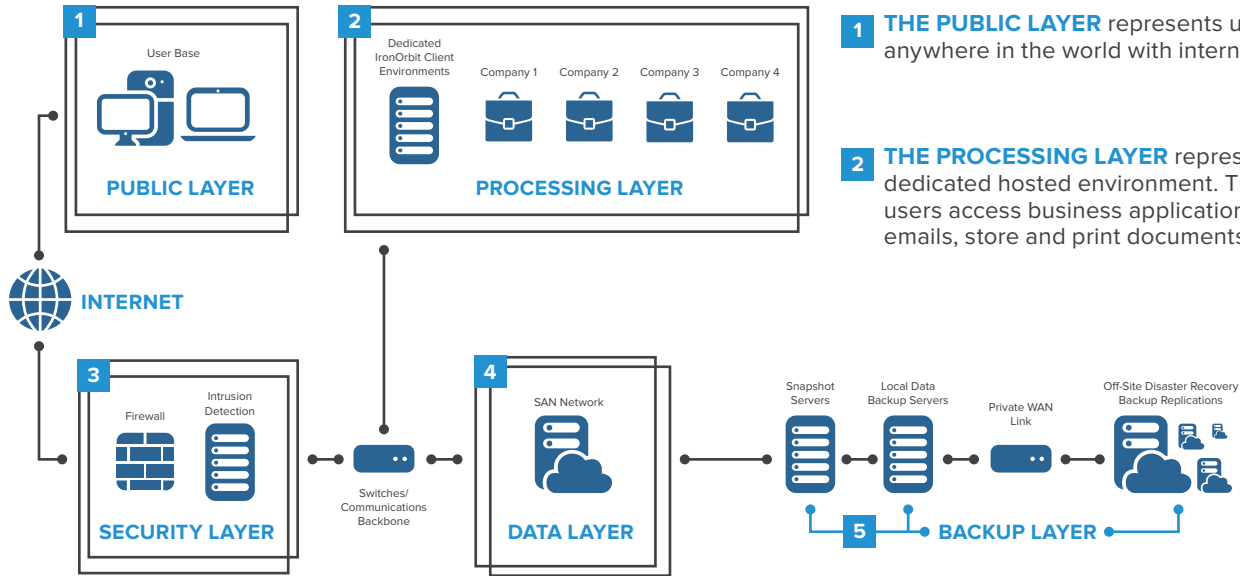 1
User Base
PUBLIC LAYER
2
Dedicated
IronOrbit Client
Environments
Company 1
Company 2
Company 3
Company 4
PROCESSING LAYER
1
THE PUBLIC LAYER represents
anywhere in the world with
2
THE PROCESSING LAYER
dedicated hosted environment.
users access business
emails, store and print documents
INTERNET
3
Firewall
Intrusion
Detection
SECURITY LAYER
Switches/
Communications
Backbone
4
SAN Network
DATA LAYER
Snapshot
Servers
Local Data
Backup Servers
Private WAN
Link
Off-Site Disaster Recovery
Backup Replications
5
BACKUP LAYER